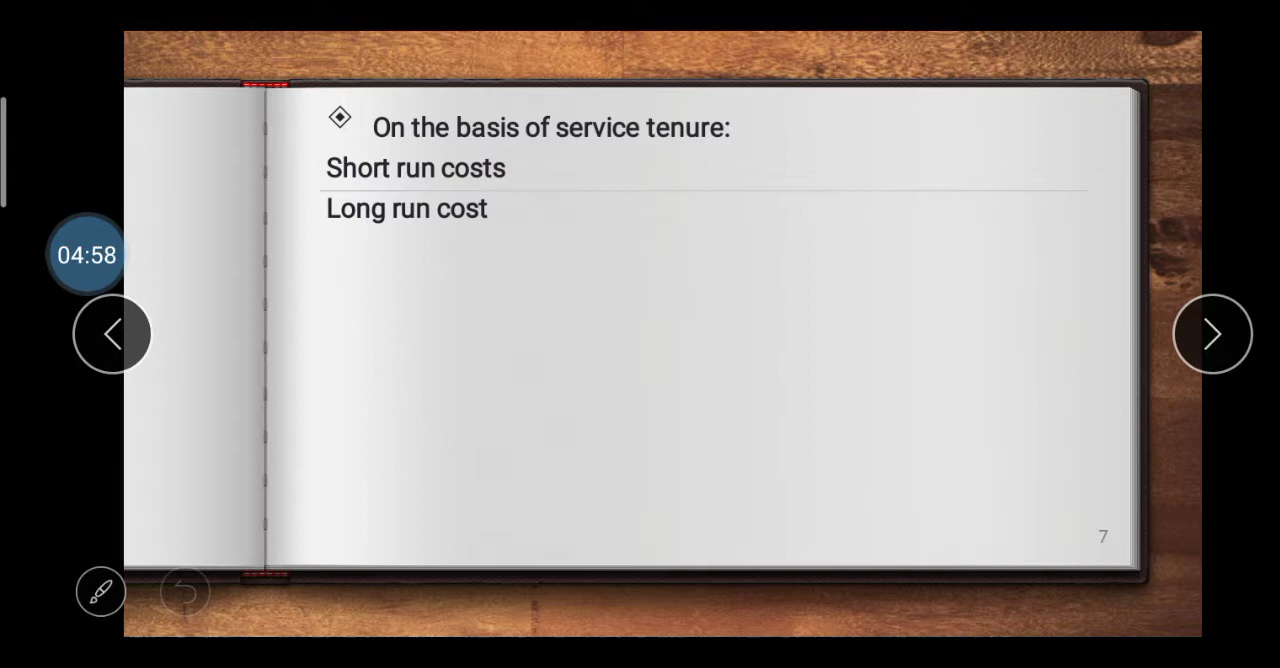 On the basis of service tenure:
Short run costs
Long run cost
04:58
7